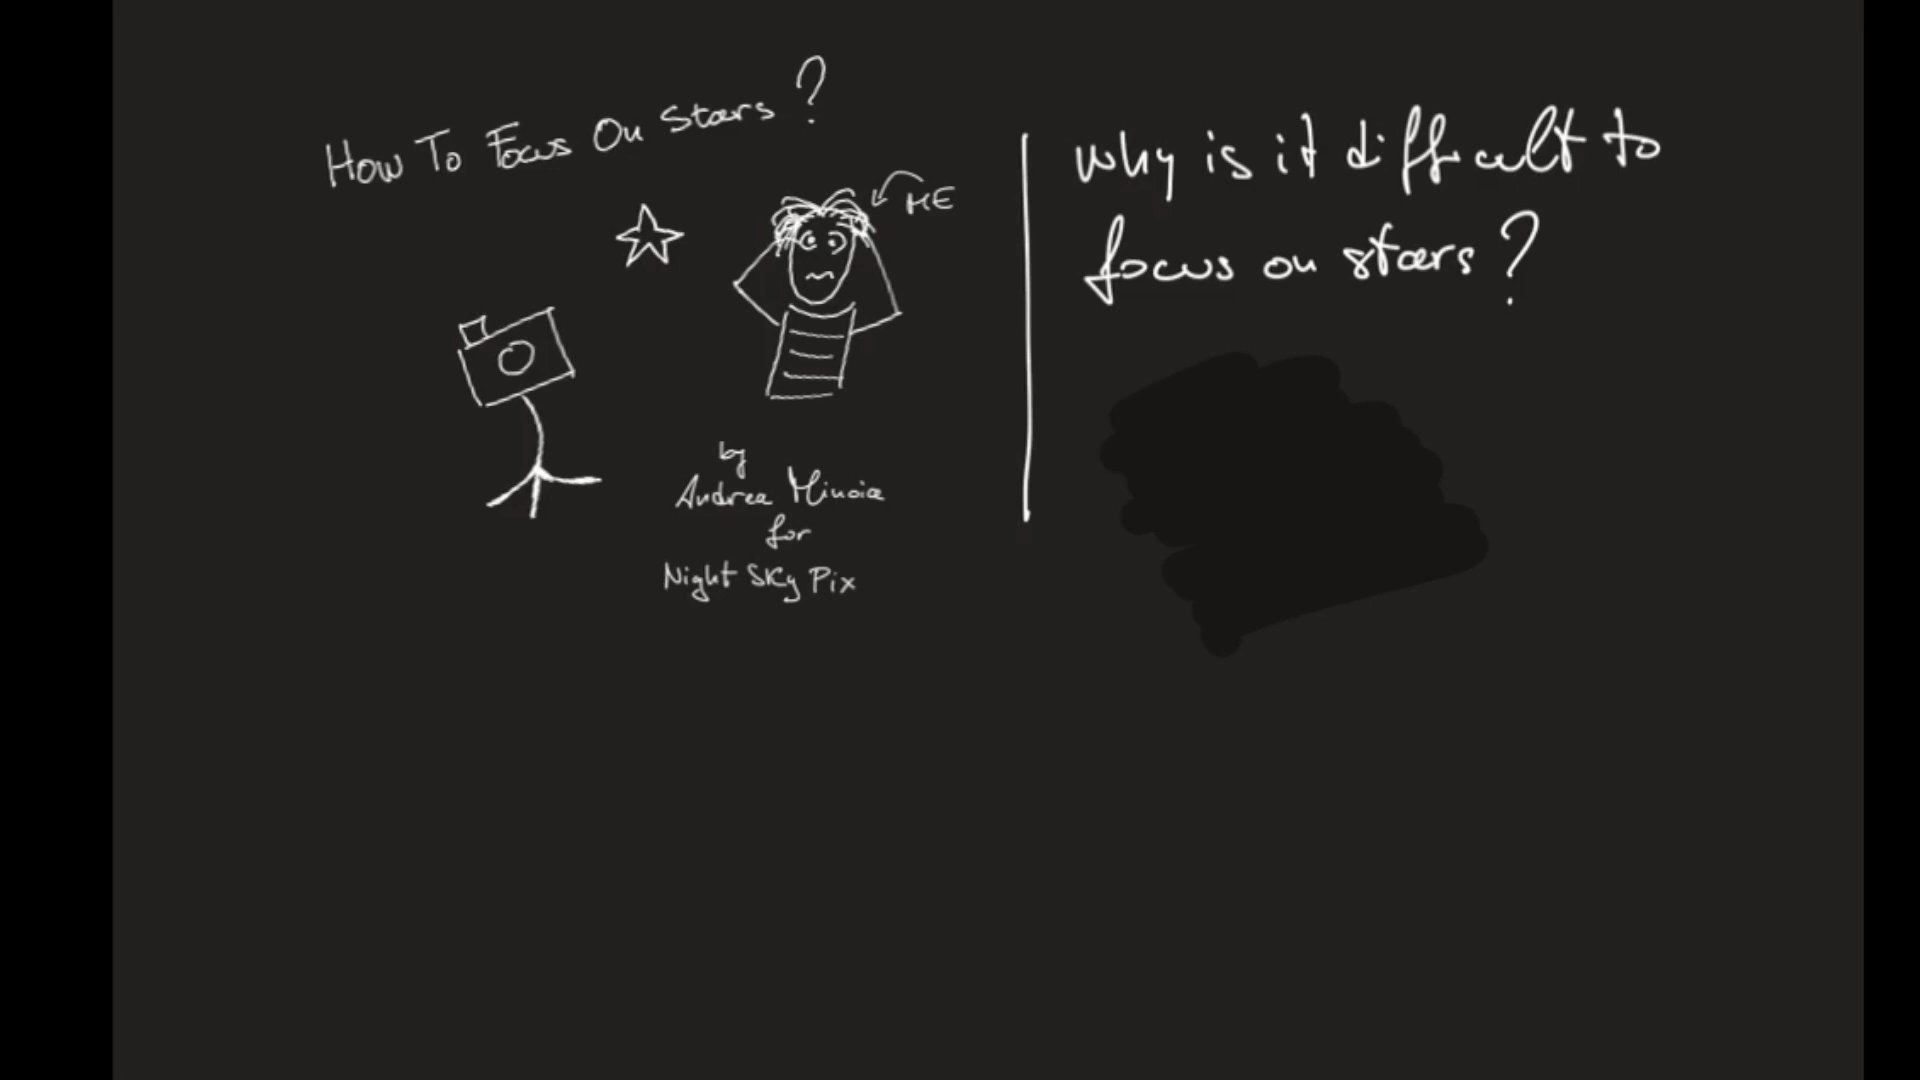 How To Focus On Stars?
ME
by
Andrea Minoia
for
Night Sky Pix
why is it difficult to
focus on stars?